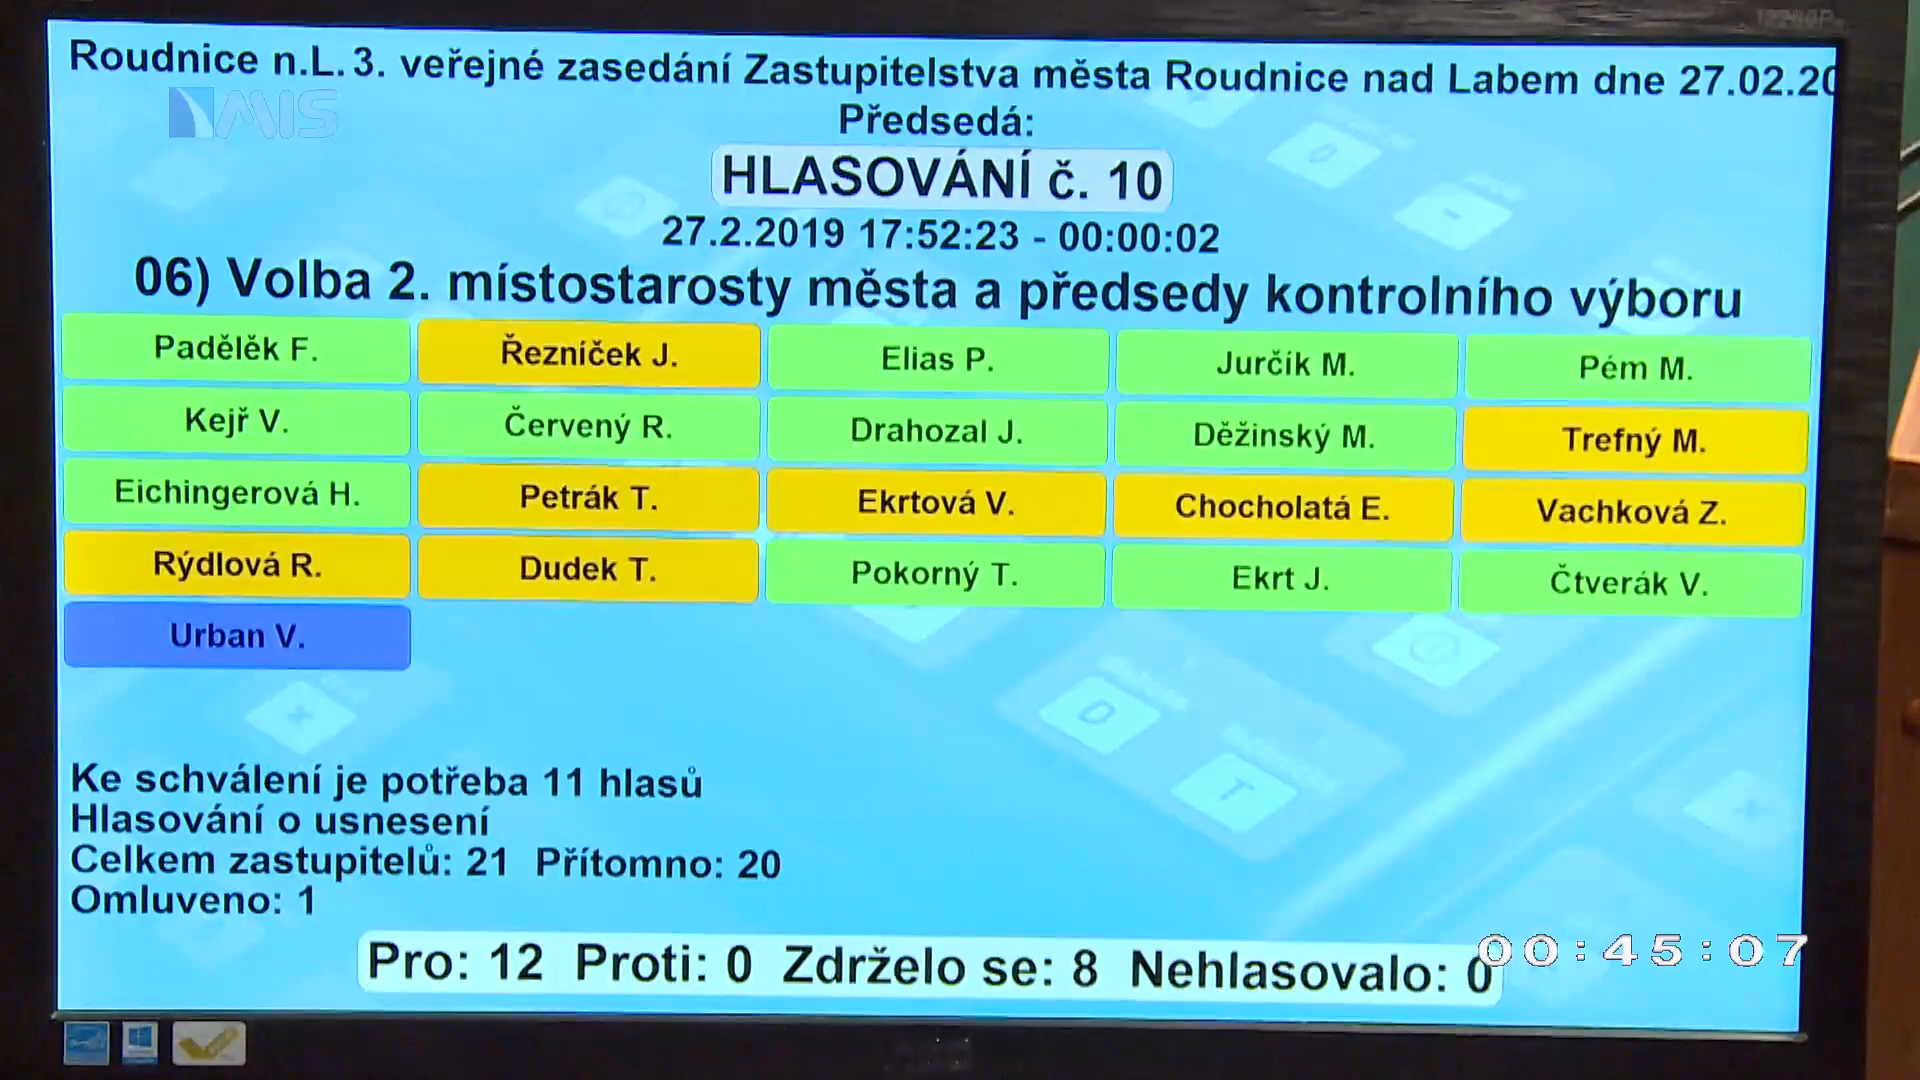 Roudnice n.L. 3. veřejné zasedání Zastupitelstva města Roudnice nad Labem dne 27.02.20
MIS
Předsedá:
HLASOVÁNÍ č. 10
27.2.2019 17:52:23 - 00:00:02
06) Volba 2. místostarosty města a předsedy kontrolního výboru
Padělěk F. Řezníček J. Elias P. Jurčík M. Pém M.
Kejř V. Červený R. Drahozal J. Děžinský M. Trefný M.
Eichingerová H. Petrák T. Ekrtová V. Chocholatá E. Vachková Z.
Rýdlová R. Dudek T. Pokorný T. Ekrt J. Čtverák V.
Urban V.
Ke schválení je potřeba 11 hlasů
Hlasování o usnesení
Celkem zastupitelů: 21 Přítomno: 20
Omluveno: 1
Pro: 12 Proti: 0 Zdrželo se: 8 Nehlasovalo: 0
00:45:07